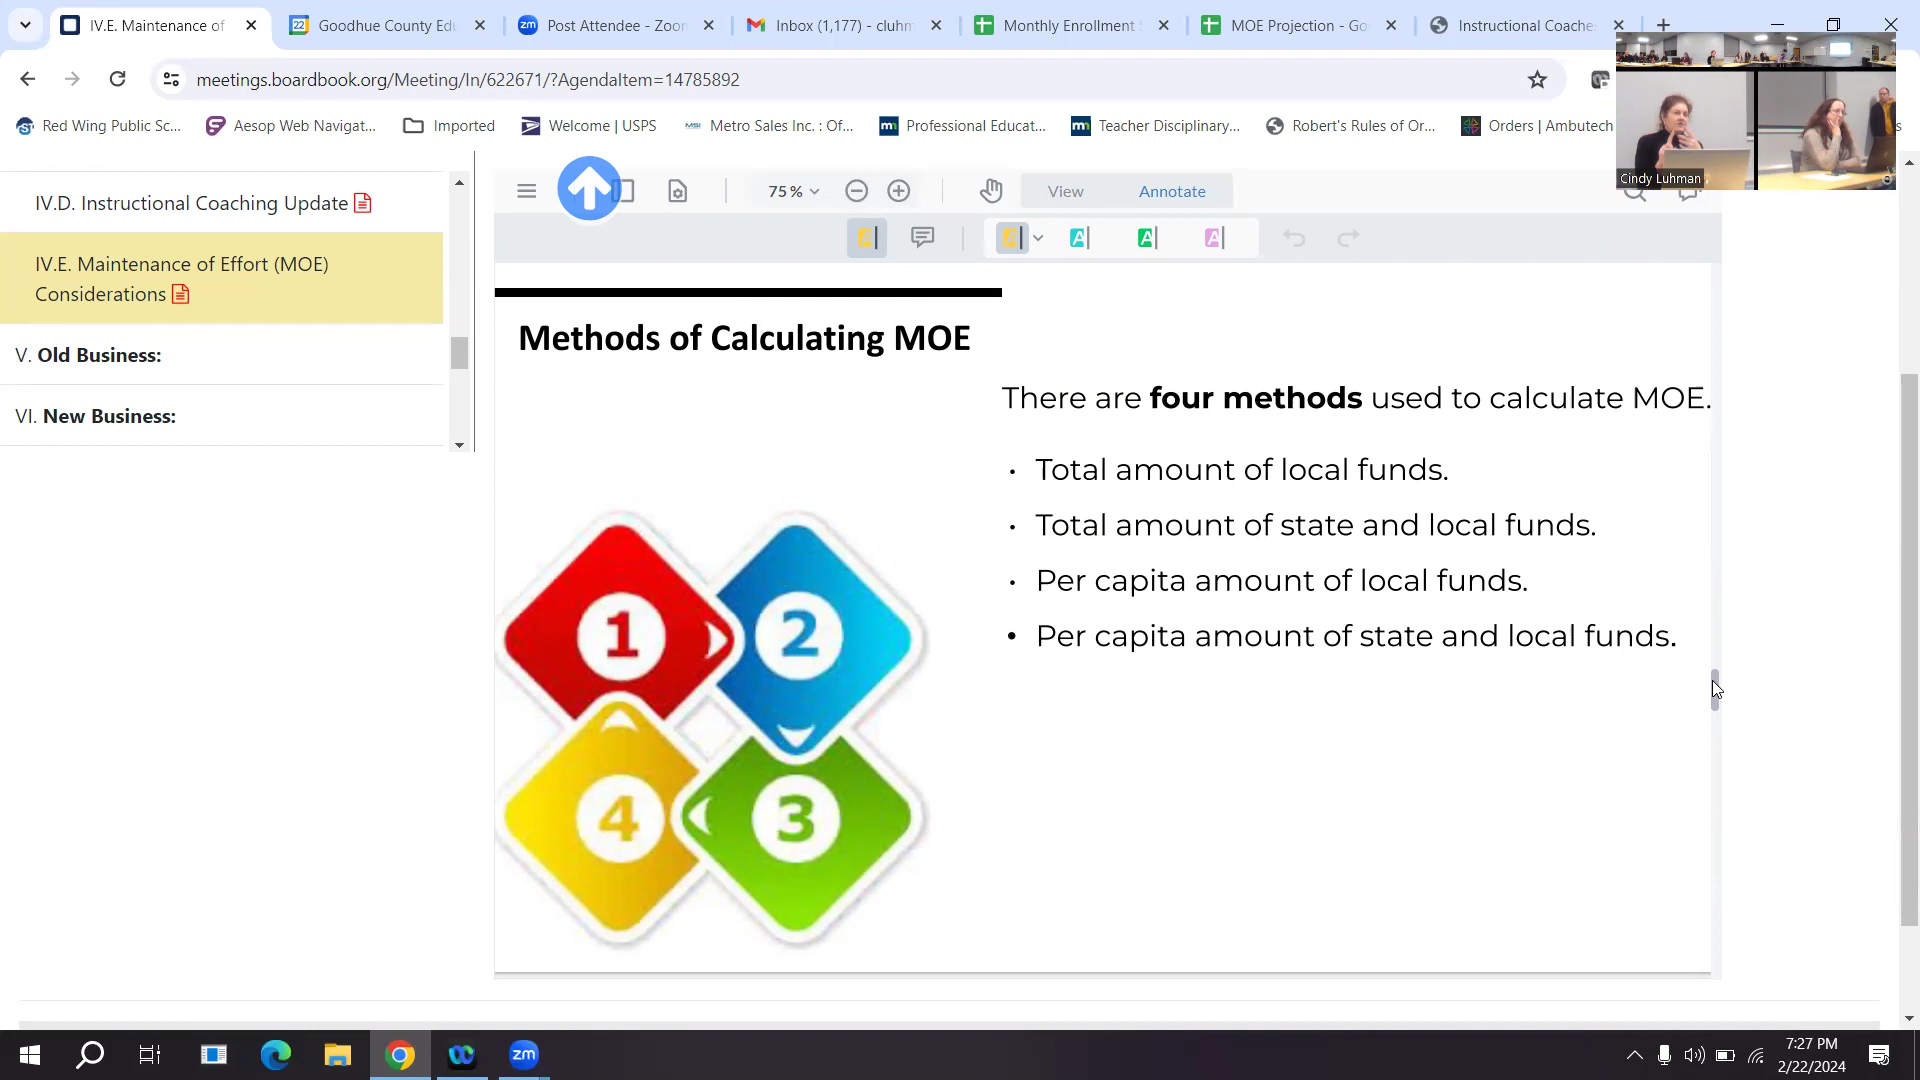 IV.E. Maintenance of
Goodhue County Edu
Post Attendee - Zoom
Inbox (1,177) - cluhm
Monthly Enrollment S
MOE Projection - Go
Instructional Coache
meetings.boardbook.org/Meeting/In/622671/?AgendaItem=14785892
Red Wing Public Sc...
Aesop Web Navigat...
Imported
Welcome | USPS
Metro Sales Inc. : Of...
Professional Educat...
Teacher Disciplinary...
Robert's Rules of Or...
Orders | Ambutech
Cindy Luhman
IV.D. Instructional Coaching Update
IV.E. Maintenance of Effort (MOE)
Considerations
V. Old Business:
VI. New Business:
75 %
View
Annotate
Methods of Calculating MOE
There are four methods used to calculate MOE.
• Total amount of local funds.
• Total amount of state and local funds.
• Per capita amount of local funds.
• Per capita amount of state and local funds.
1
2
4
3
7:27 PM
2/22/2024